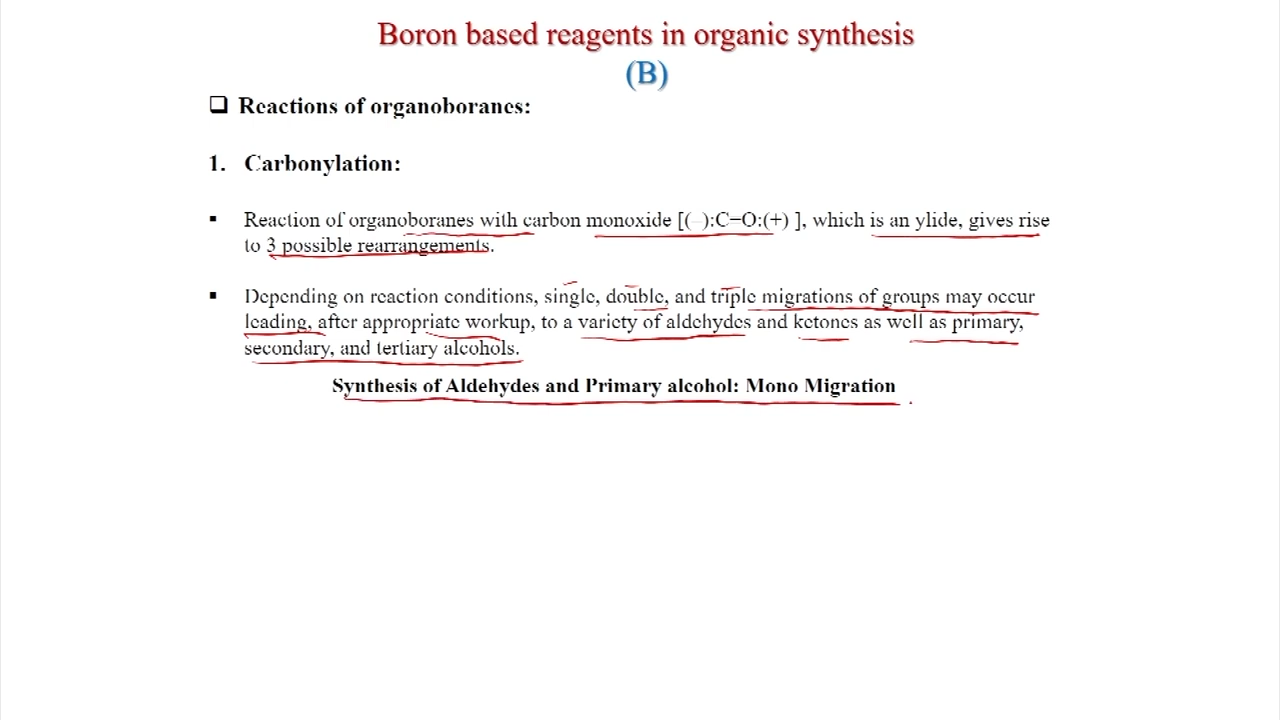 Boron based reagents in organic synthesis
(B)
❑ Reactions of organoboranes:
1. Carbonylation:
▪ Reaction of organoboranes with carbon monoxide [(−):C=O:(+) ], which is an ylide, gives rise
to 3 possible rearrangements.
▪ Depending on reaction conditions, single, double, and triple migrations of groups may occur
leading, after appropriate workup, to a variety of aldehydes and ketones as well as primary,
secondary, and tertiary alcohols.
Synthesis of Aldehydes and Primary alcohol: Mono Migration